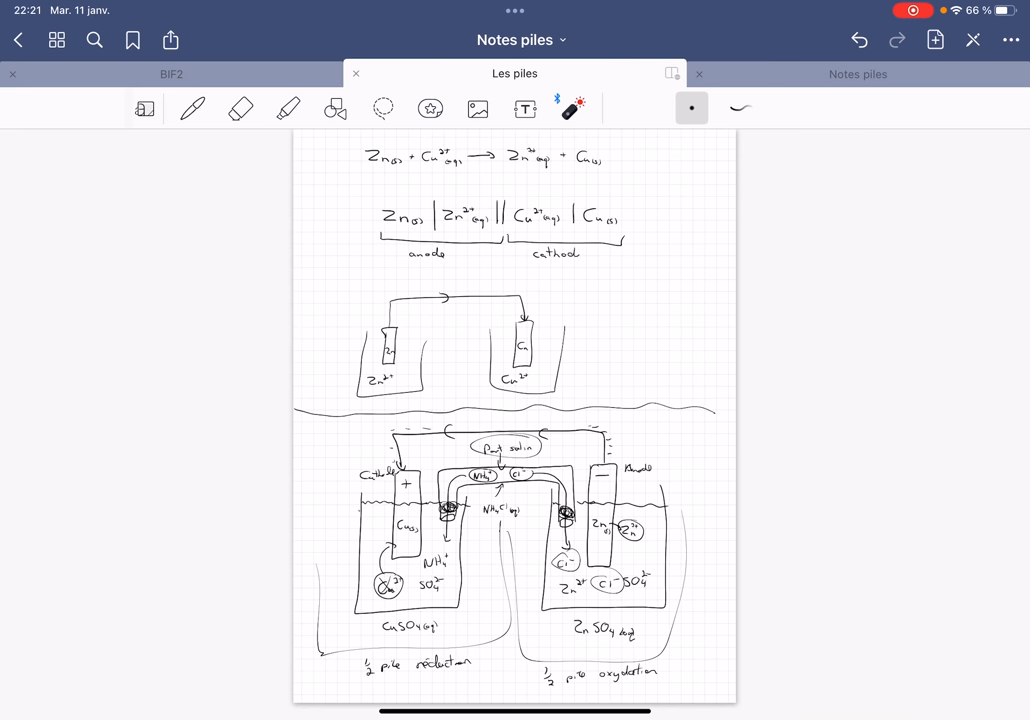 22:21 Mar. 11 janv.
66 %
Notes piles
BIF2
Les piles
Notes piles
Zn(s) + Cu²⁺(aq) → Zn²⁺(aq) + Cu(s)
Zn(s) | Zn²⁺(aq) || Cu²⁺(aq) | Cu(s)
anode cathod
Zn Cu
Zn²⁺ Cu²⁺
Pont salin
Cathode Anode
+ NH₄⁺ Cl⁻ −
NH₄Cl(aq)
Cu(s) Zn(s) Zn²⁺
NH₄⁺ Cl⁻
Cu²⁺ SO₄²⁻ Zn²⁺ Cl⁻ SO₄²⁻
CuSO₄(aq) ZnSO₄(aq)
½ pile réduction ½ pile oxydation